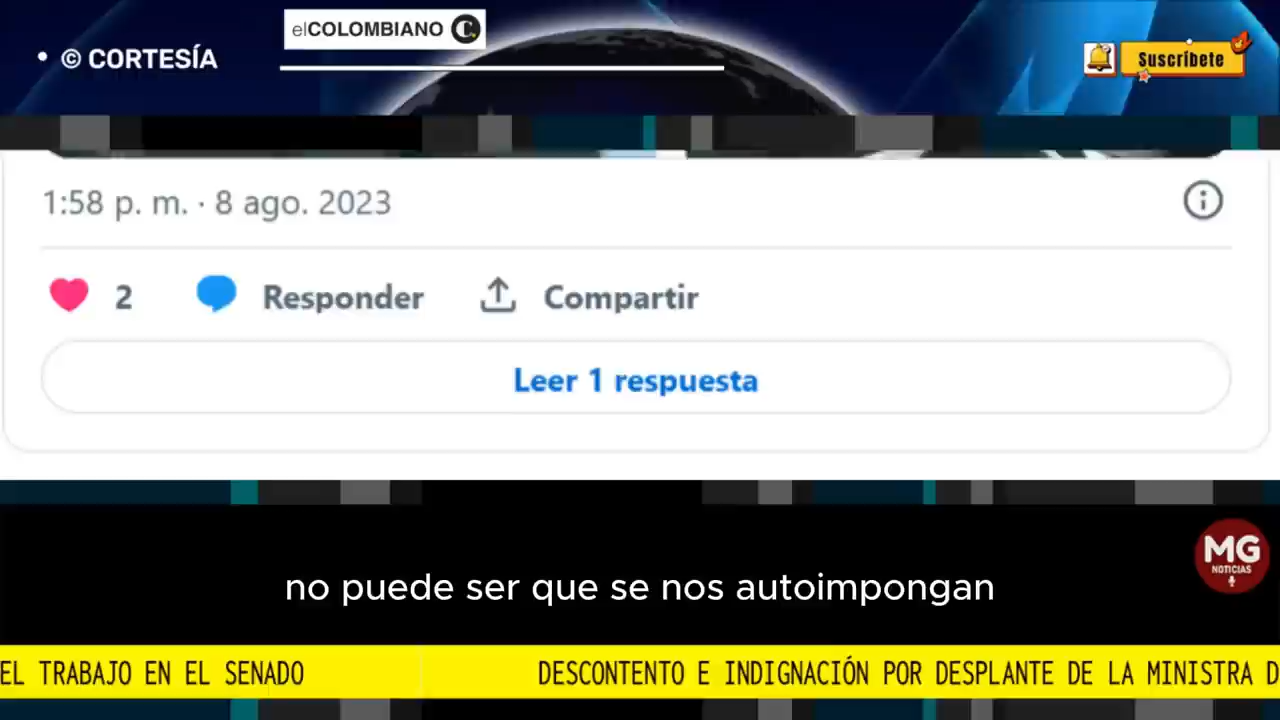 • © CORTESÍA
elCOLOMBIANO C
Suscríbete
1:58 p. m. · 8 ago. 2023
2 Responder Compartir
Leer 1 respuesta
MG
NOTICIAS
no puede ser que se nos autoimpongan
EL TRABAJO EN EL SENADO DESCONTENTO E INDIGNACIÓN POR DESPLANTE DE LA MINISTRA D